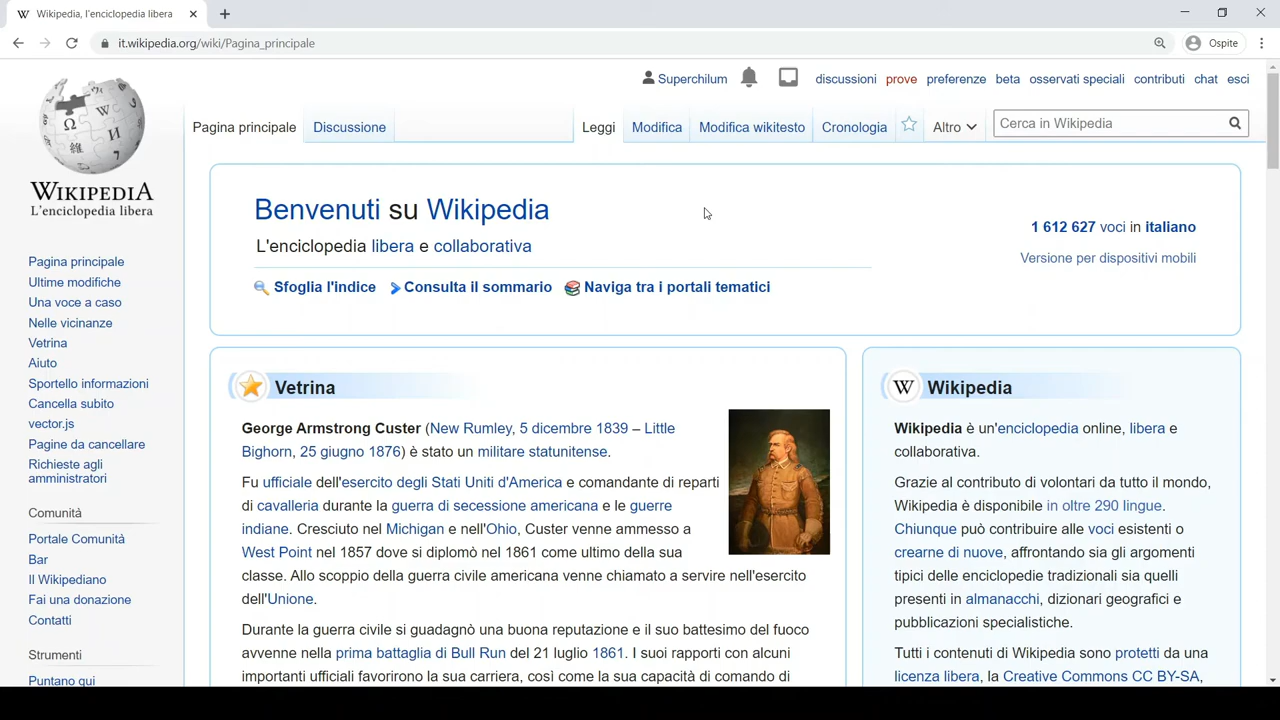 Wikipedia, l'enciclopedia libera
it.wikipedia.org/wiki/Pagina_principale
Ospite
Superchilum discussioni prove preferenze beta osservati speciali contributi chat esci
Pagina principale Discussione Leggi Modifica Modifica wikitesto Cronologia Altro Cerca in Wikipedia
WIKIPEDIA
L'enciclopedia libera
Pagina principale
Ultime modifiche
Una voce a caso
Nelle vicinanze
Vetrina
Aiuto
Sportello informazioni
Cancella subito
vector.js
Pagine da cancellare
Richieste agli
amministratori
Comunità
Portale Comunità
Bar
Il Wikipediano
Fai una donazione
Contatti
Strumenti
Puntano qui
Benvenuti su Wikipedia
L'enciclopedia libera e collaborativa
Sfoglia l'indice Consulta il sommario Naviga tra i portali tematici
1 612 627 voci in italiano
Versione per dispositivi mobili
Vetrina
George Armstrong Custer (New Rumley, 5 dicembre 1839 – Little
Bighorn, 25 giugno 1876) è stato un militare statunitense.
Fu ufficiale dell'esercito degli Stati Uniti d'America e comandante di reparti
di cavalleria durante la guerra di secessione americana e le guerre
indiane. Cresciuto nel Michigan e nell'Ohio, Custer venne ammesso a
West Point nel 1857 dove si diplomò nel 1861 come ultimo della sua
classe. Allo scoppio della guerra civile americana venne chiamato a servire nell'esercito
dell'Unione.
Durante la guerra civile si guadagnò una buona reputazione e il suo battesimo del fuoco
avvenne nella prima battaglia di Bull Run del 21 luglio 1861. I suoi rapporti con alcuni
importanti ufficiali favorirono la sua carriera, così come la sua capacità di comando di
Wikipedia
Wikipedia è un'enciclopedia online, libera e
collaborativa.
Grazie al contributo di volontari da tutto il mondo,
Wikipedia è disponibile in oltre 290 lingue.
Chiunque può contribuire alle voci esistenti o
crearne di nuove, affrontando sia gli argomenti
tipici delle enciclopedie tradizionali sia quelli
presenti in almanacchi, dizionari geografici e
pubblicazioni specialistiche.
Tutti i contenuti di Wikipedia sono protetti da una
licenza libera, la Creative Commons CC BY-SA,